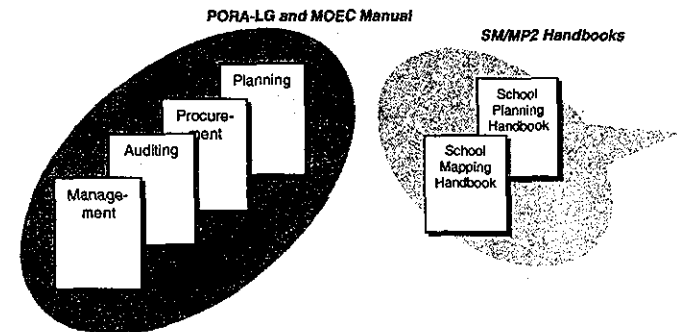 PORA-LG and MOEC Manual
SM/MP2 Handbooks
Planning
Procure-
ment
Auditing
Manage-
ment
School
Planning
Handbook
School
Mapping
Handbook